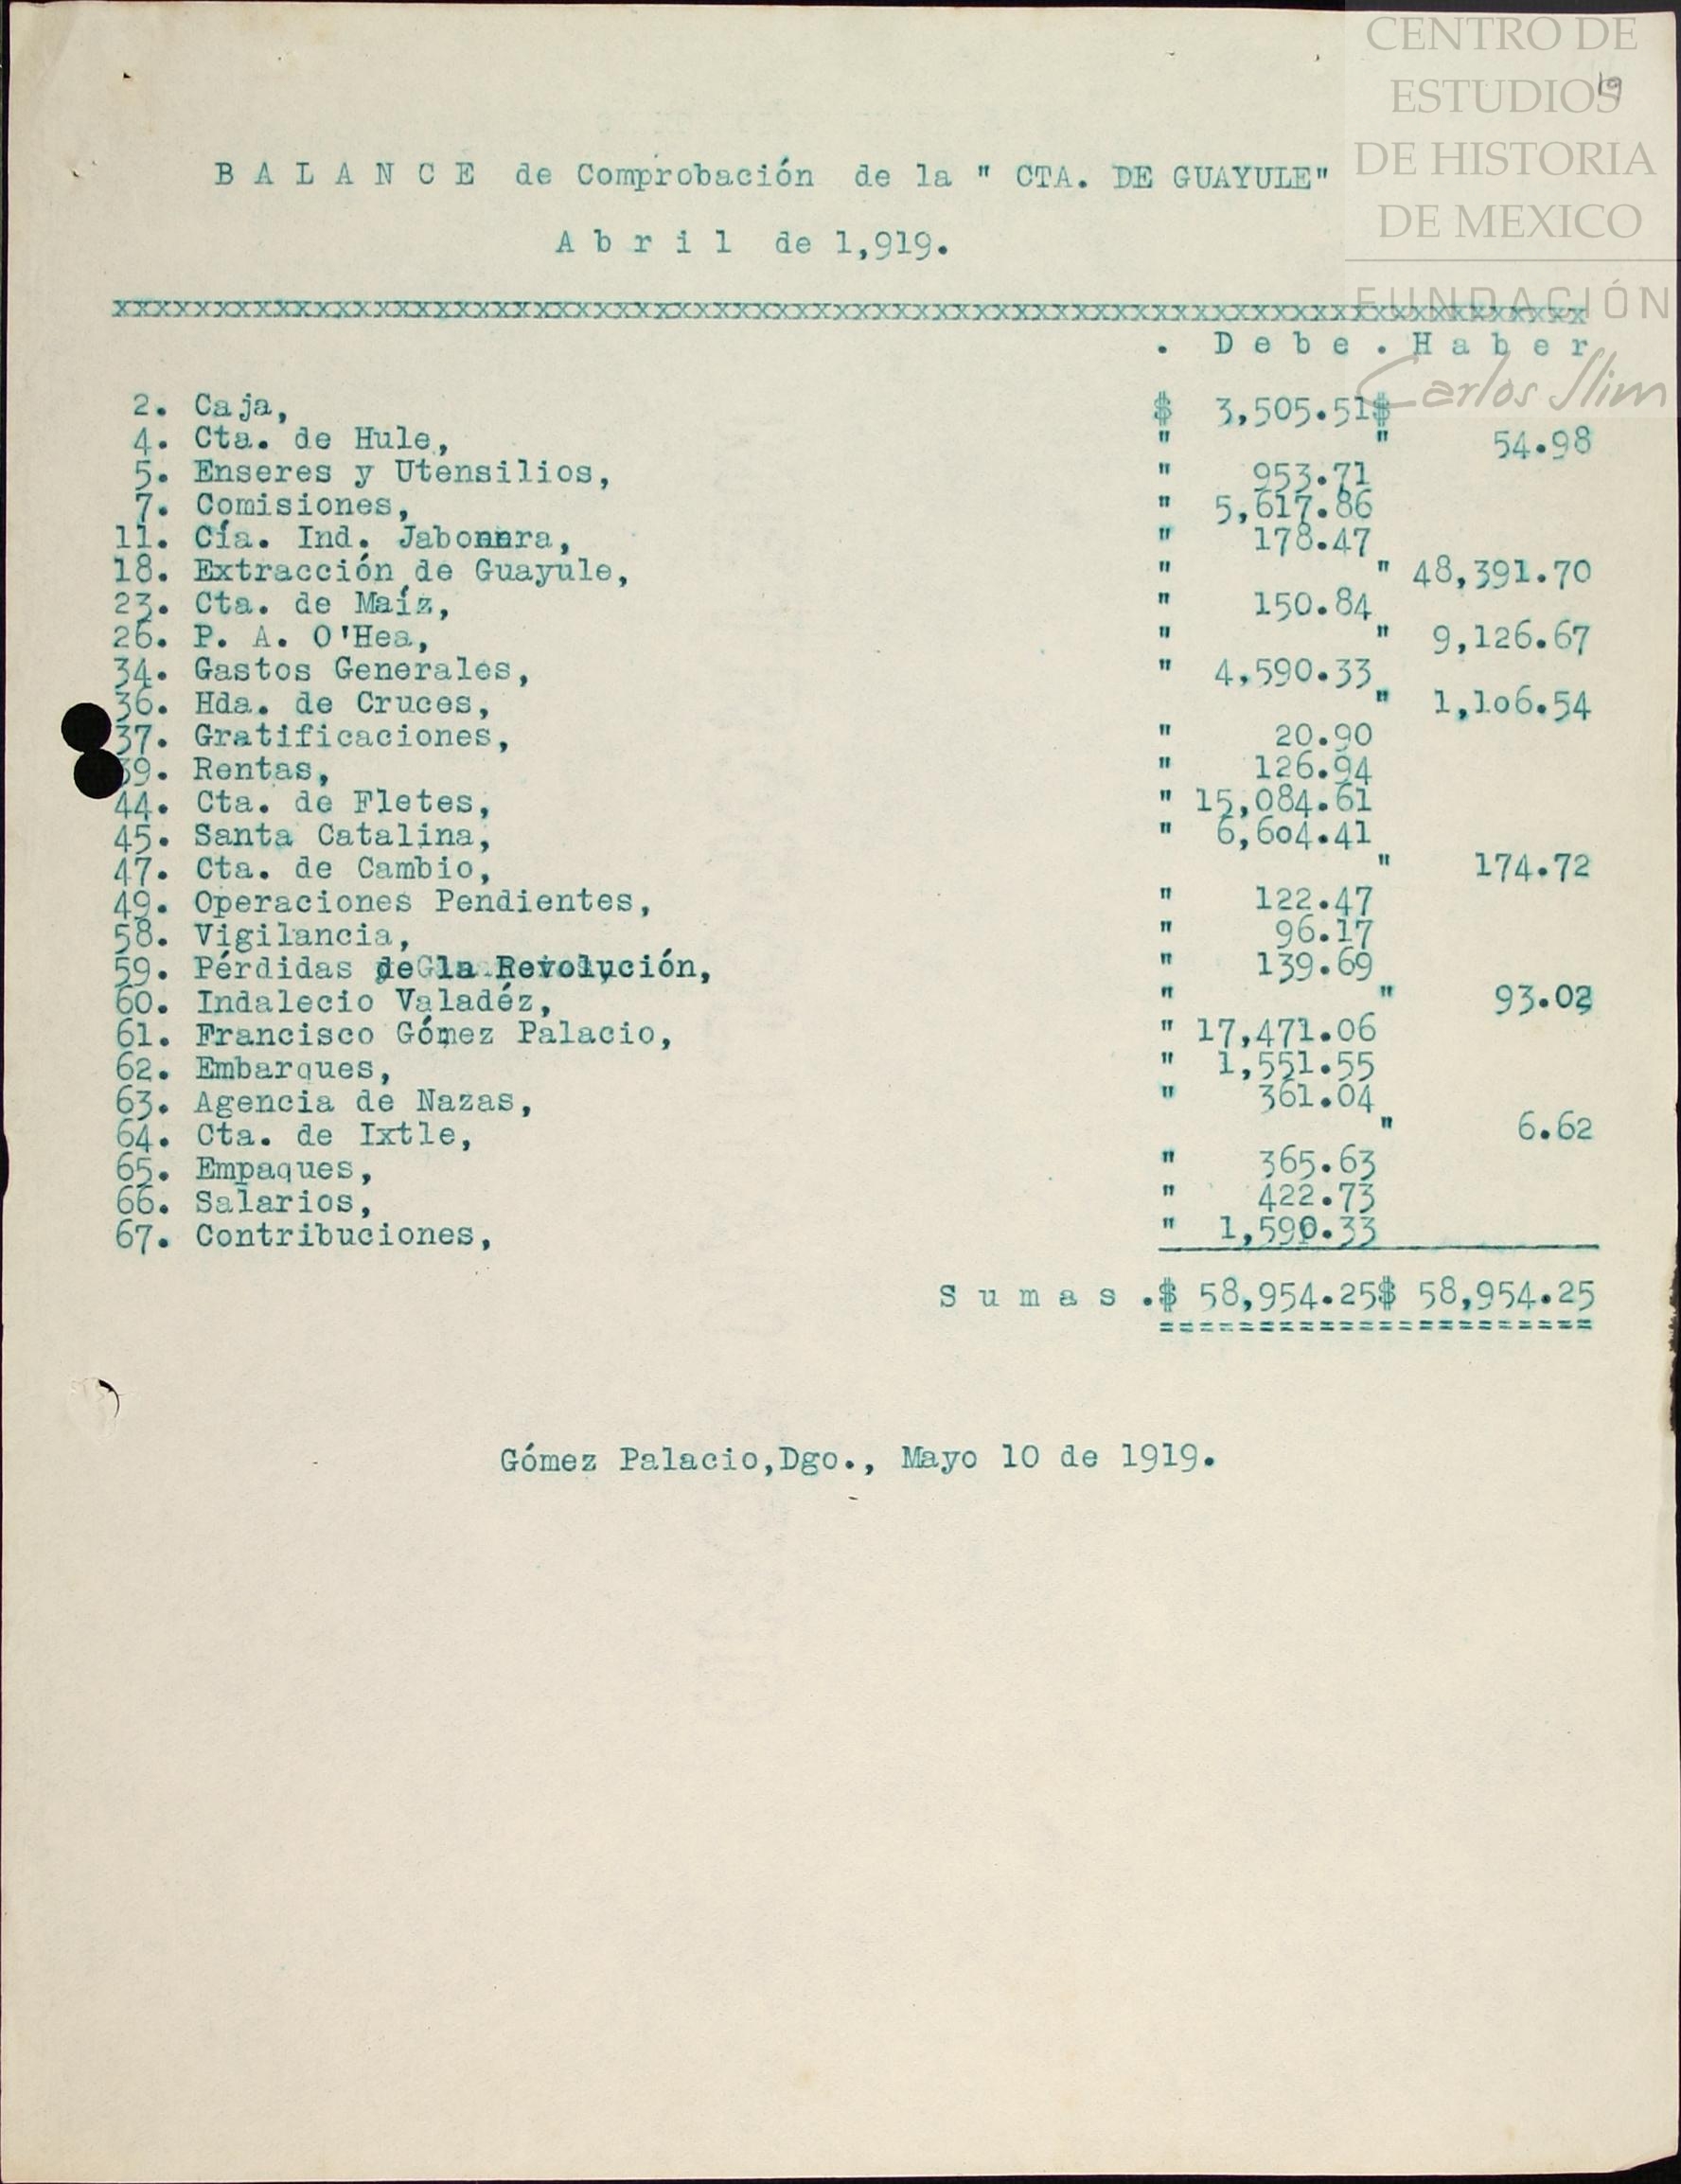 CENTRO DE
ESTUDIOS
DE HISTORIA
DE MEXICO
FUNDACIÓN
Carlos Slim
19
B A L A N C E de Comprobación de la " CTA. DE GUAYULE"
A b r i l de 1,919.
xxxxxxxxxxxxxxxxxxxxxxxxxxxxxxxxxxxxxxxxxxxxxxxxxxxxxxxxxxxxxxxxxxxxxxxxx
. D e b e . H a b e r
2. Caja, $ 3,505.51$
4. Cta. de Hule, " " 54.98
5. Enseres y Utensilios, " 953.71
7. Comisiones, " 5,617.86
11. Cía. Ind. Jabonera, " 178.47
18. Extracción de Guayule, " " 48,391.70
23. Cta. de Maíz, " 150.84
26. P. A. O'Hea, " " 9,126.67
34. Gastos Generales, " 4,590.33
36. Hda. de Cruces, " 1,106.54
37. Gratificaciones, " 20.90
39. Rentas, " 126.94
44. Cta. de Fletes, " 15,084.61
45. Santa Catalina, " 6,604.41
47. Cta. de Cambio, " 174.72
49. Operaciones Pendientes, " 122.47
58. Vigilancia, " 96.17
59. Pérdidas de la Revolución, " 139.69
60. Indalecio Valadéz, " " 93.02
61. Francisco Gómez Palacio, " 17,471.06
62. Embarques, " 1,551.55
63. Agencia de Nazas, " 361.04
64. Cta. de Ixtle, " 6.62
65. Empaques, " 365.63
66. Salarios, " 422.73
67. Contribuciones, " 1,590.33
S u m a s .$ 58,954.25$ 58,954.25
======================
Gómez Palacio,Dgo., Mayo 10 de 1919.